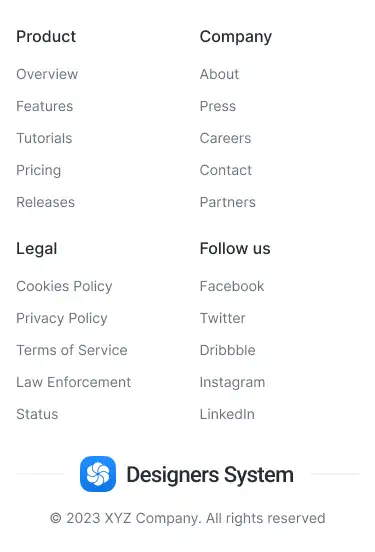 Product
Overview
Features
Tutorials
Pricing
Releases
Company
About
Press
Careers
Contact
Partners
Legal
Cookies Policy
Privacy Policy
Terms of Service
Law Enforcement
Status
Follow us
Facebook
Twitter
Dribbble
Instagram
LinkedIn
Designers System
© 2023 XYZ Company. All rights reserved